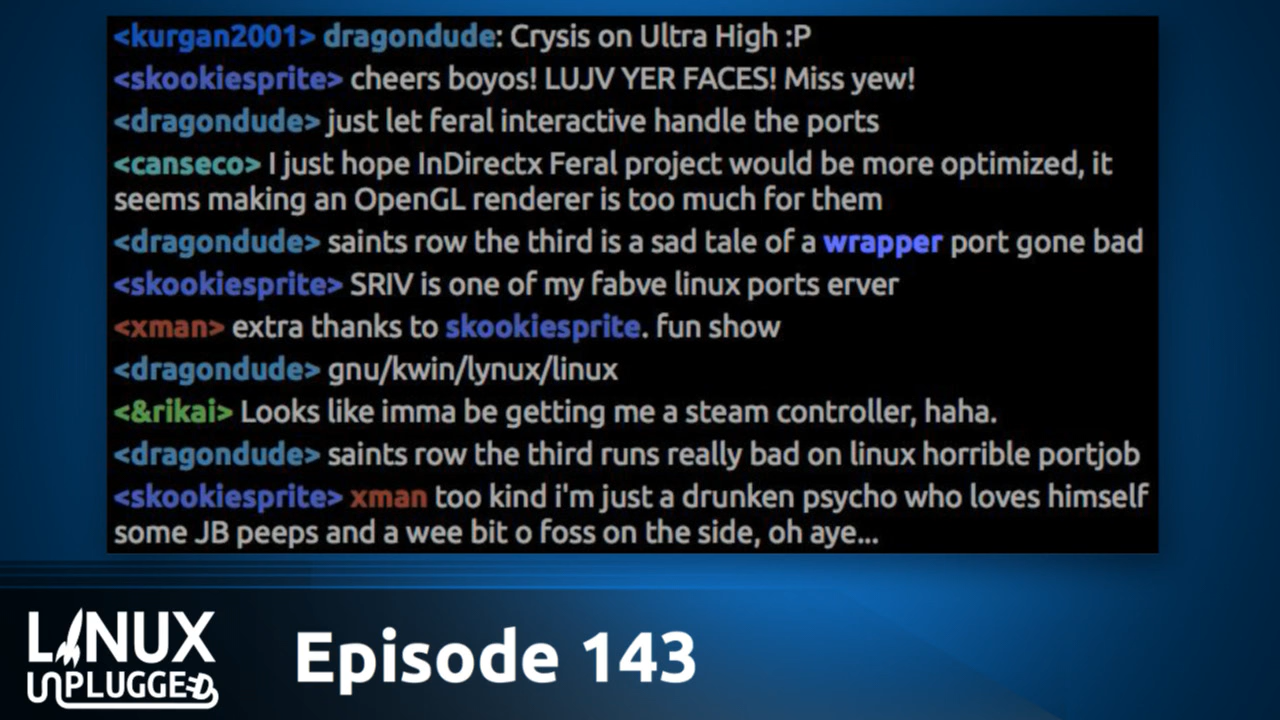 <kurgan2001> dragondude: Crysis on Ultra High :P
<skookiesprite> cheers boyos! LUJV YER FACES! Miss yew!
<dragondude> just let feral interactive handle the ports
<canseco> I just hope InDirectx Feral project would be more optimized, it
seems making an OpenGL renderer is too much for them
<dragondude> saints row the third is a sad tale of a wrapper port gone bad
<skookiesprite> SRIV is one of my fabve linux ports erver
<xman> extra thanks to skookiesprite. fun show
<dragondude> gnu/kwin/lynux/linux
<&rikai> Looks like imma be getting me a steam controller, haha.
<dragondude> saints row the third runs really bad on linux horrible portjob
<skookiesprite> xman too kind i'm just a drunken psycho who loves himself
some JB peeps and a wee bit o foss on the side, oh aye...
LINUX
UNPLUGGED
Episode 143